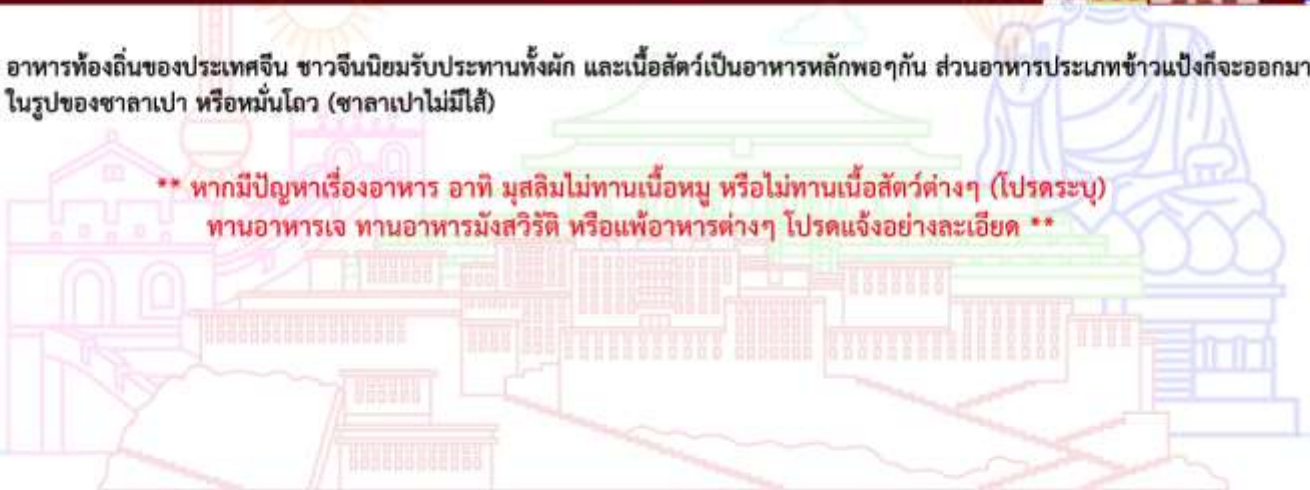 อาหารท้องถิ่นของประเทศจีน ชาวจีนนิยมรับประทานทั้งผัก และเนื้อสัตว์เป็นอาหารหลักพอๆกัน ส่วนอาหารประเภทข้าวแป้งก็จะออกมา
ในรูปของซาลาเปา หรือหมั่นโถว (ซาลาเปาไม่มีไส้)
** หากมีปัญหาเรื่องอาหาร อาทิ มุสลิมไม่ทานเนื้อหมู หรือไม่ทานเนื้อสัตว์ต่างๆ (โปรดระบุ)
ทานอาหารเจ ทานอาหารมังสวิรัติ หรือแพ้อาหารต่างๆ โปรดแจ้งอย่างละเอียด **